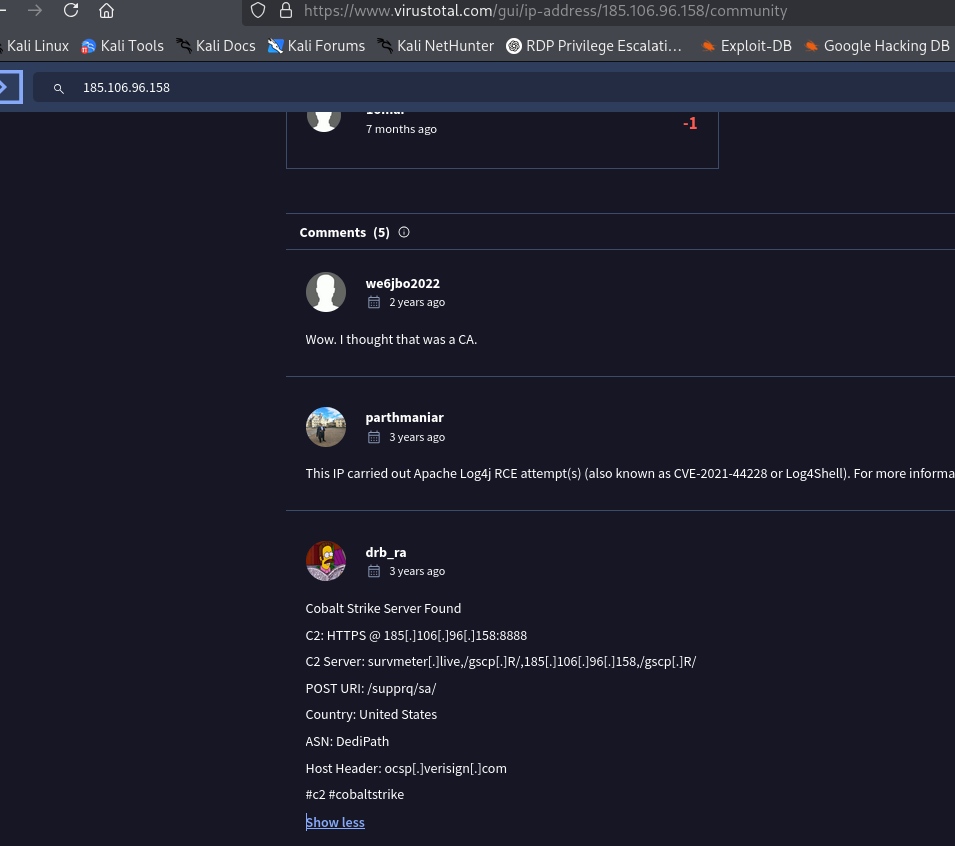 https://www.virustotal.com/gui/ip-address/185.106.96.158/community
Kali Linux Kali Tools Kali Docs Kali Forums Kali NetHunter RDP Privilege Escalati… Exploit-DB Google Hacking DB
185.106.96.158
7 months ago
-1
Comments (5)
we6jbo2022
2 years ago
Wow. I thought that was a CA.
parthmaniar
3 years ago
This IP carried out Apache Log4j RCE attempt(s) (also known as CVE-2021-44228 or Log4Shell). For more informa
drb_ra
3 years ago
Cobalt Strike Server Found
C2: HTTPS @ 185[.]106[.]96[.]158:8888
C2 Server: survmeter[.]live,/gscp[.]R/,185[.]106[.]96[.]158,/gscp[.]R/
POST URI: /supprq/sa/
Country: United States
ASN: DediPath
Host Header: ocsp[.]verisign[.]com
#c2 #cobaltstrike
Show less